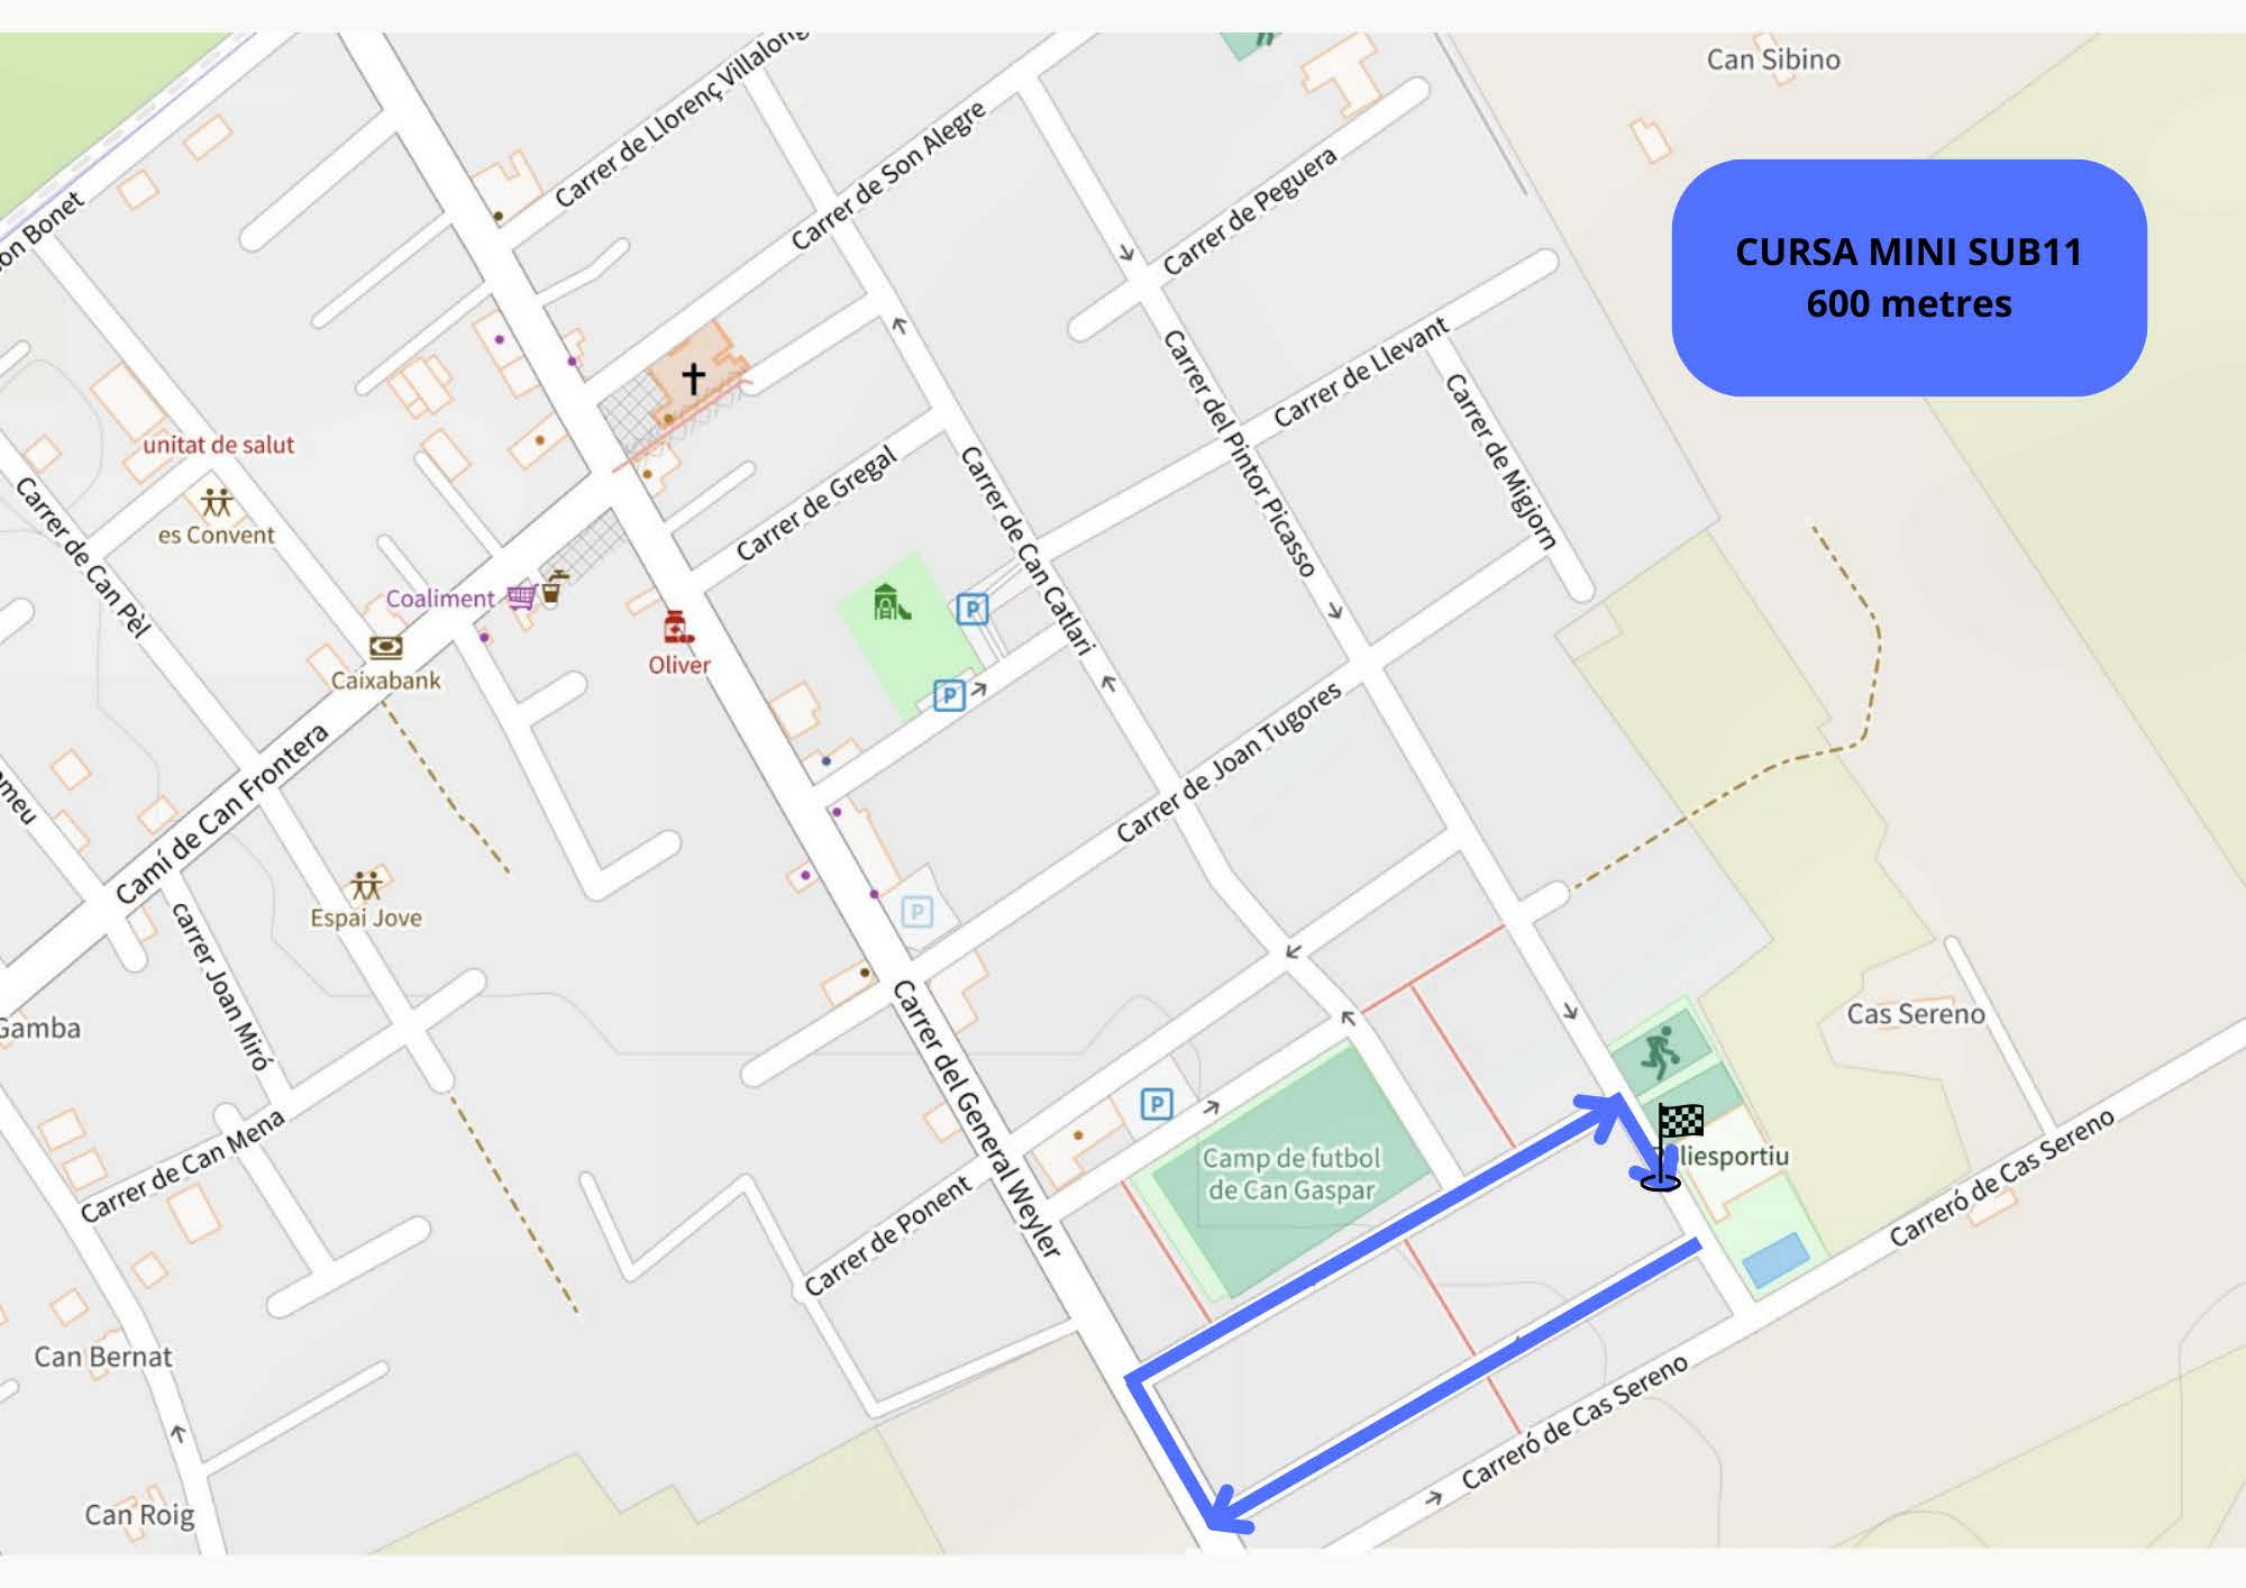 Can Sibino
Carrer de Llorenç Villalong
Carrer de Son Alegre
Carrer de Peguera
CURSA MINI SUB11
600 metres
on Bonet
Carrer de Llevant
Carrer del Pintor Picasso
Carrer de Migjorn
unitat de salut
es Convent
Carrer de Gregal
Carrer de Can Catlari
Carrer de Can Pèl
Coaliment
P
Oliver
Caixabank
P
Carrer de Joan Tugores
Camí de Can Frontera
meu
Espai Jove
P
carrer Joan Miró
Carrer del General Weyler
Gamba
Cas Sereno
P
Carrer de Can Mena
Camp de futbol
de Can Gaspar
liesportiu
Carrer de Ponent
Carreró de Cas Sereno
Can Bernat
Carreró de Cas Sereno
Can Roig